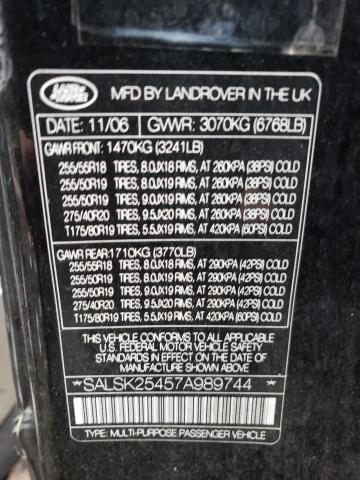 LAND ROVER
MFD BY LANDROVER IN THE UK
DATE: 11/06 GVWR: 3070KG (6768LB)
GAWR FRONT: 1470KG (3241LB)
255/55R18 TIRES, 8.0JX18 RIMS, AT 260KPA (38PSI) COLD
255/50R19 TIRES, 8.0JX19 RIMS, AT 260KPA (38PSI) COLD
255/50R19 TIRES, 9.0JX19 RIMS, AT 260KPA (38PSI) COLD
275/40R20 TIRES, 9.5JX20 RIMS, AT 260KPA (38PSI) COLD
T175/80R19 TIRES, 5.5JX19 RIMS, AT 420KPA (60PSI) COLD
GAWR REAR: 1710KG (3770LB)
255/55R18 TIRES, 8.0JX18 RIMS, AT 290KPA (42PSI) COLD
255/50R19 TIRES, 8.0JX19 RIMS, AT 290KPA (42PSI) COLD
255/50R19 TIRES, 9.0JX19 RIMS, AT 290KPA (42PSI) COLD
275/40R20 TIRES, 9.5JX20 RIMS, AT 290KPA (42PSI) COLD
T175/80R19 TIRES, 5.5JX19 RIMS, AT 420KPA (60PSI) COLD
THIS VEHICLE CONFORMS TO ALL APPLICABLE
U.S. FEDERAL MOTOR VEHICLE SAFETY
STANDARDS IN EFFECT ON THE DATE OF
MANUFACTURE SHOWN ABOVE.
*SALSK25457A989744*
TYPE: MULTI-PURPOSE PASSENGER VEHICLE